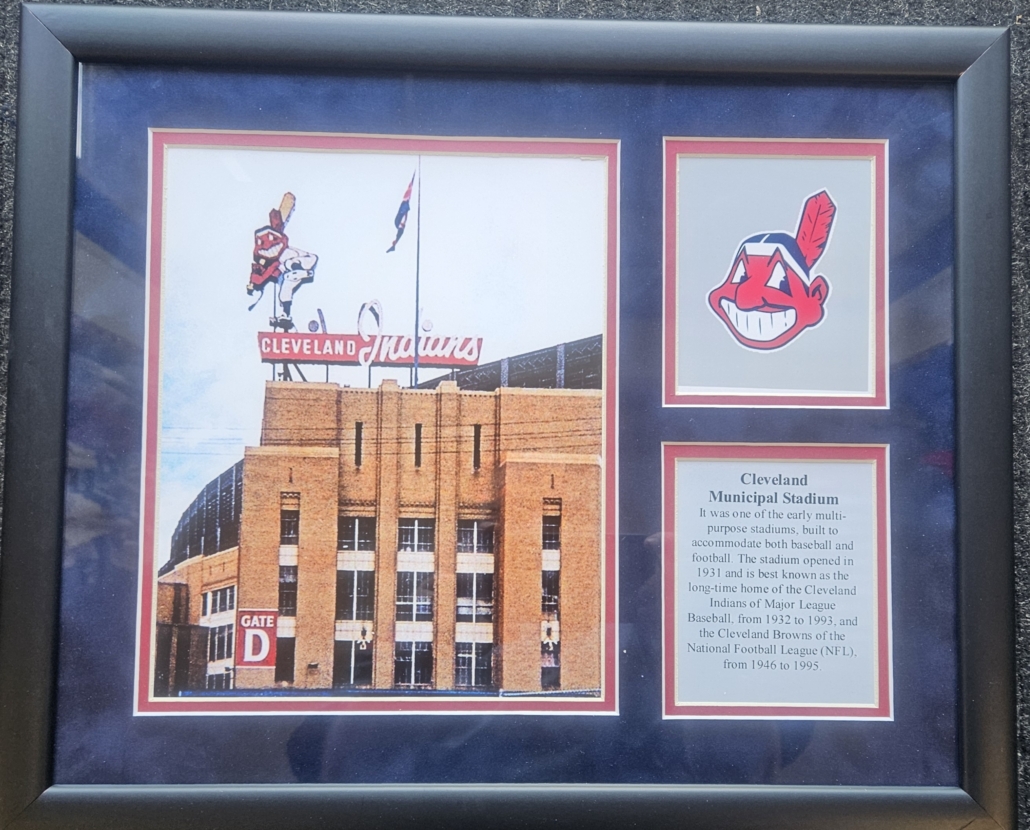 CLEVELAND Indians
GATE
D
Cleveland
Municipal Stadium
It was one of the early multi-
purpose stadiums, built to
accommodate both baseball and
football. The stadium opened in
1931 and is best known as the
long-time home of the Cleveland
Indians of Major League
Baseball, from 1932 to 1993, and
the Cleveland Browns of the
National Football League (NFL),
from 1946 to 1995.